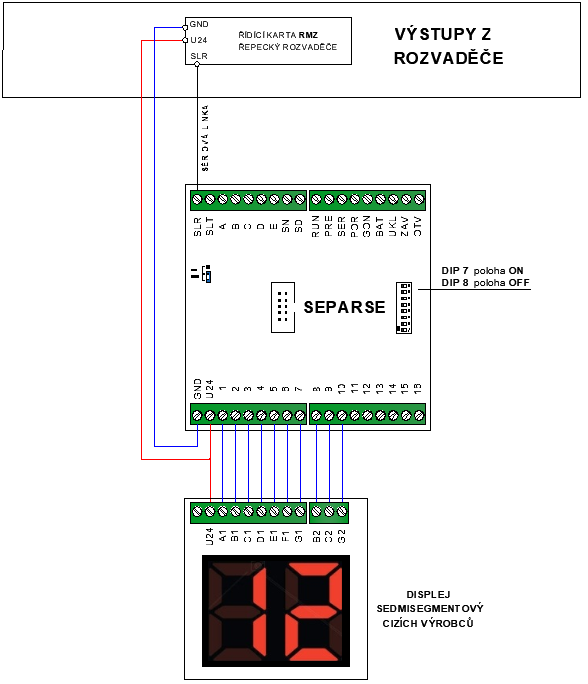 GND
U24
SLR
ŘÍDÍCÍ KARTA RMZ
ŘEPECKÝ ROZVADĚČE
VÝSTUPY Z
ROZVADĚČE
SÉRIOVÁ LINKA
SLR SLT A B C D E SN SD RUN PRE SER POR GON BAT UKL ZAV OTV
DIP 7 poloha ON
DIP 8 poloha OFF
SEPARSE
GND U24 1 2 3 4 5 6 7 8 9 10 11 12 13 14 15 16
U24 A1 B1 C1 D1 E1 F1 G1 B2 C2 G2
12
DISPLEJ
SEDMISEGMENTOVÝ
CIZÍCH VÝROBCŮ